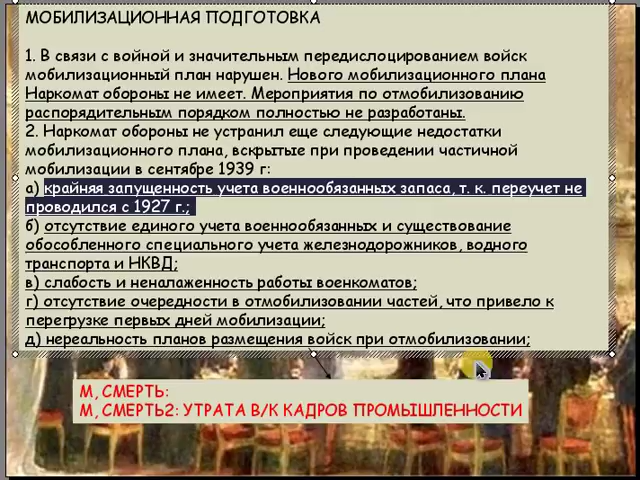 МОБИЛИЗАЦИОННАЯ ПОДГОТОВКА
1. В связи с войной и значительным передислоцированием войск
мобилизационный план нарушен. Нового мобилизационного плана
Наркомат обороны не имеет. Мероприятия по отмобилизованию
распорядительным порядком полностью не разработаны.
2. Наркомат обороны не устранил еще следующие недостатки
мобилизационного плана, вскрытые при проведении частичной
мобилизации в сентябре 1939 г:
а) крайняя запущенность учета военнообязанных запаса, т. к. переучет не
проводился с 1927 г.;
б) отсутствие единого учета военнообязанных и существование
обособленного специального учета железнодорожников, водного
транспорта и НКВД;
в) слабость и неналаженность работы военкоматов;
г) отсутствие очередности в отмобилизовании частей, что привело к
перегрузке первых дней мобилизации;
д) нереальность планов размещения войск при отмобилизовании;
М, СМЕРТЬ:
М, СМЕРТЬ2: УТРАТА В/К КАДРОВ ПРОМЫШЛЕННОСТИ